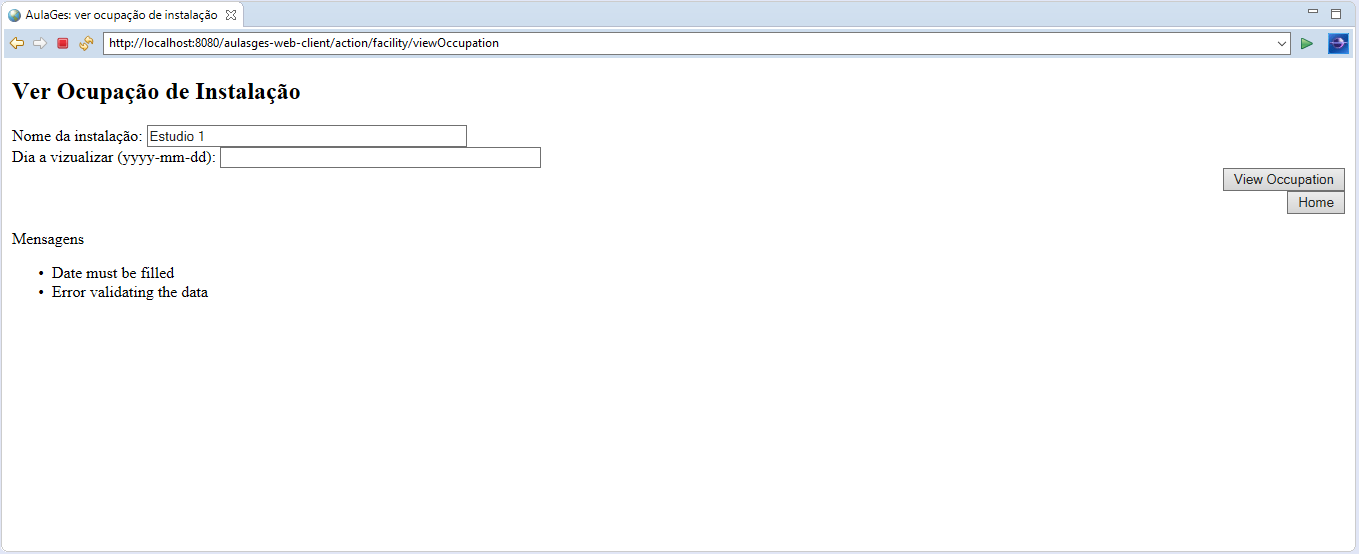 AulaGes: ver ocupação de instalação
http://localhost:8080/aulasges-web-client/action/facility/viewOccupation
Ver Ocupação de Instalação
Nome da instalação: Estudio 1
Dia a vizualizar (yyyy-mm-dd):
View Occupation
Home
Mensagens
• Date must be filled
• Error validating the data